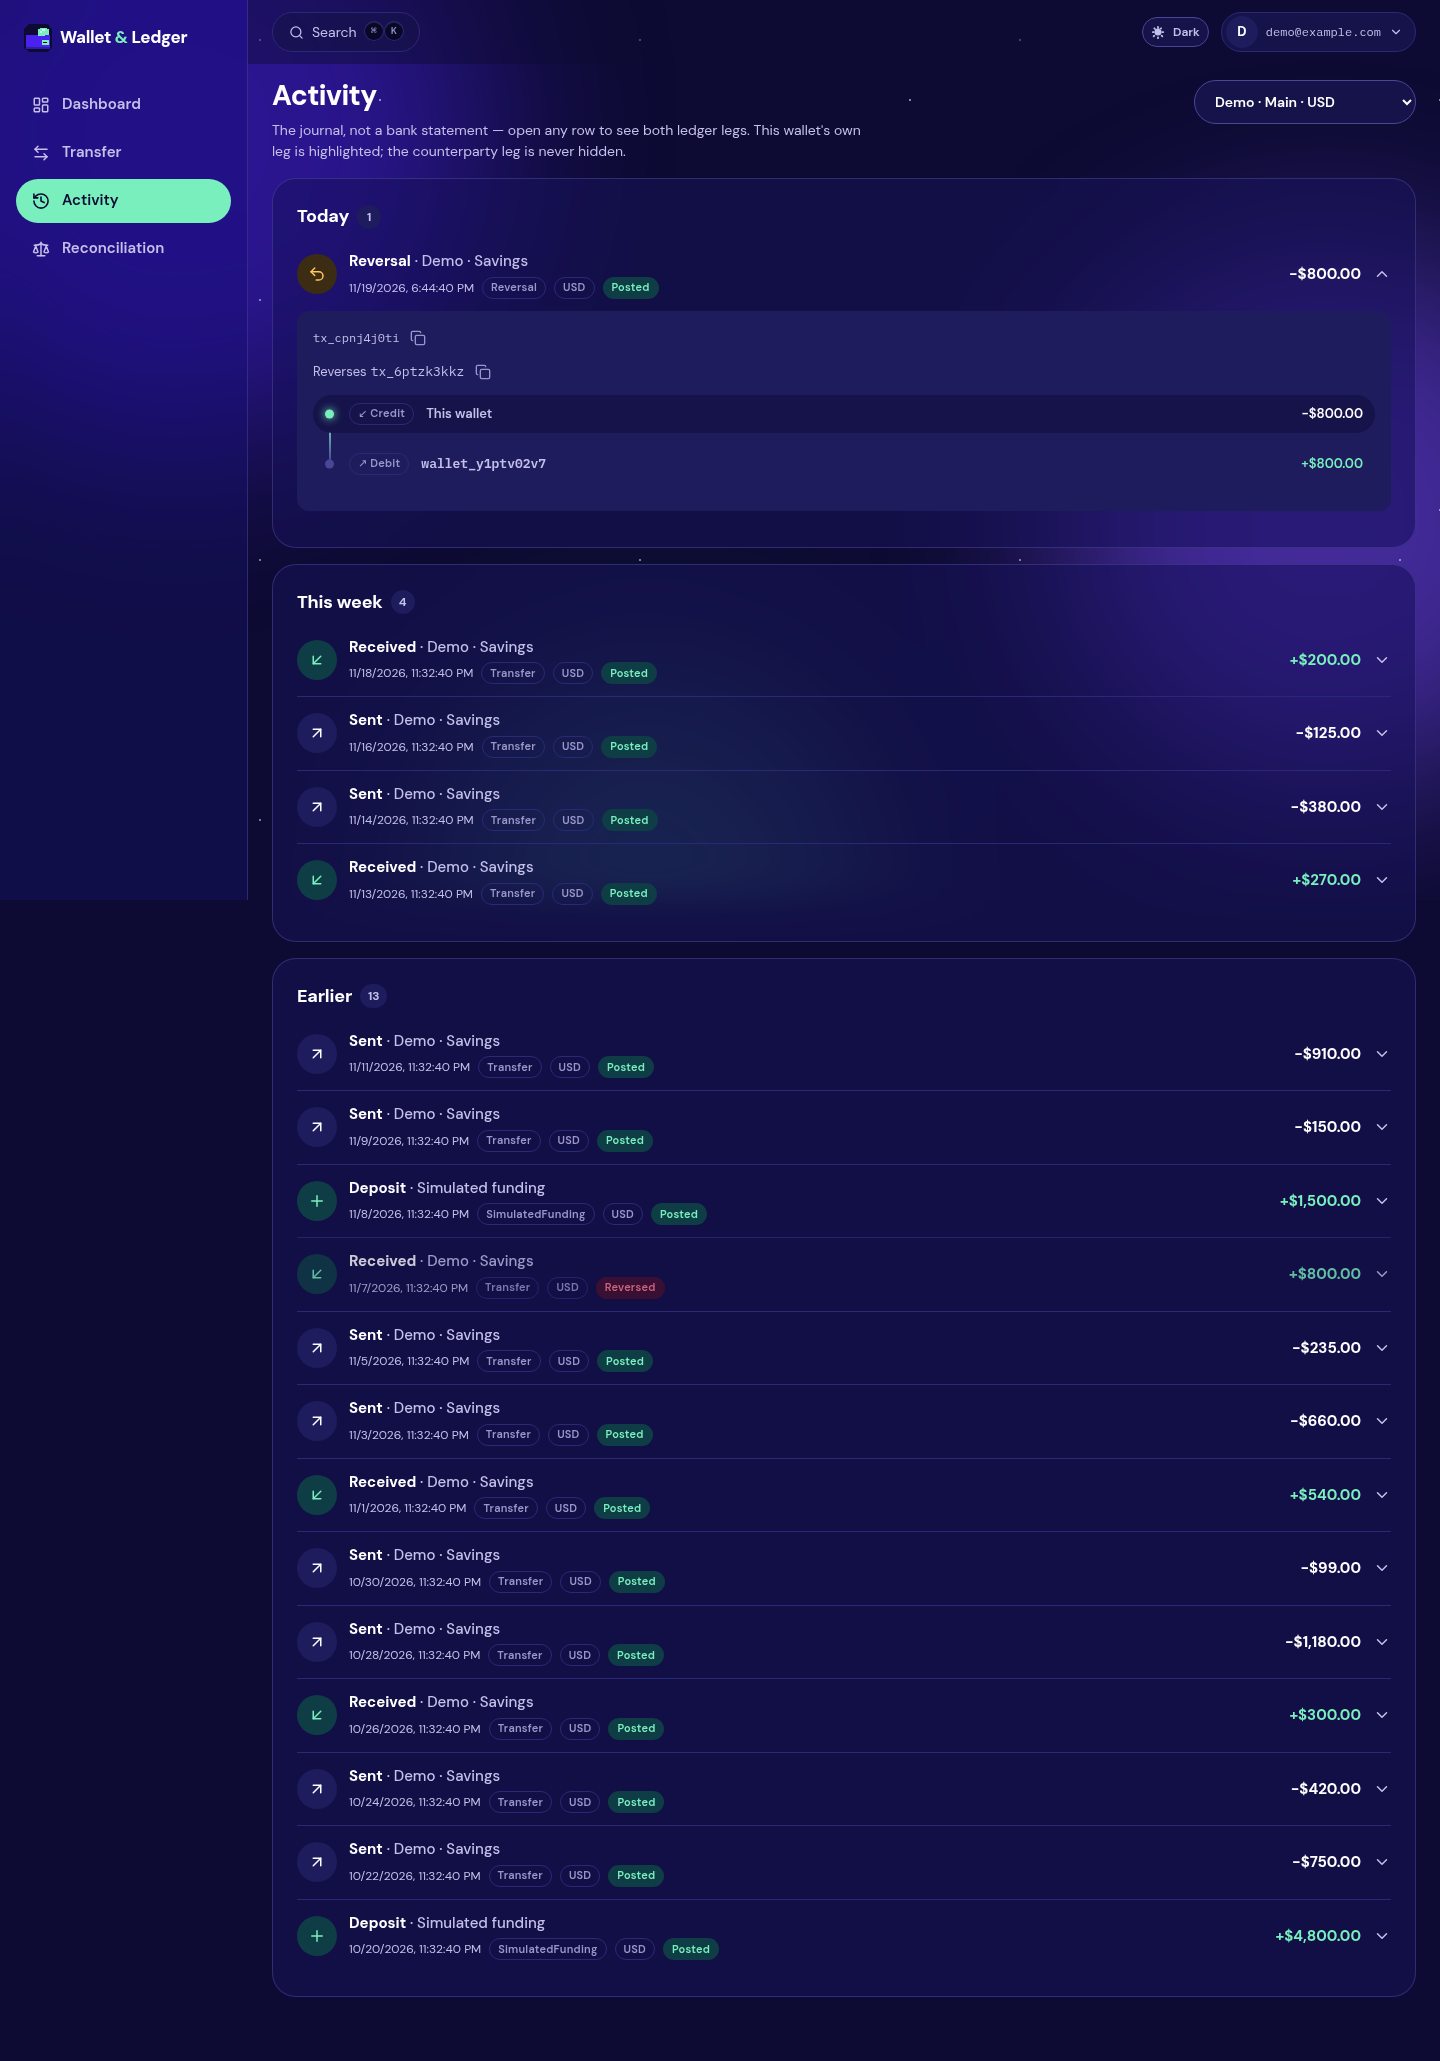 Wallet & Ledger
Search ⌘ K
Dark
D demo@example.com
Dashboard
Transfer
Activity
Reconciliation
Activity
Demo · Main · USD
The journal, not a bank statement — open any row to see both ledger legs. This wallet's own
leg is highlighted; the counterparty leg is never hidden.
Today 1
Reversal · Demo · Savings
11/19/2026, 6:44:40 PM Reversal USD Posted
-$800.00
tx_cpnj4j0ti
Reverses tx_6ptzk3kkz
↙ Credit This wallet -$800.00
↗ Debit wallet_y1ptv02v7 +$800.00
This week 4
Received · Demo · Savings
11/18/2026, 11:32:40 PM Transfer USD Posted
+$200.00
Sent · Demo · Savings
11/16/2026, 11:32:40 PM Transfer USD Posted
-$125.00
Sent · Demo · Savings
11/14/2026, 11:32:40 PM Transfer USD Posted
-$380.00
Received · Demo · Savings
11/13/2026, 11:32:40 PM Transfer USD Posted
+$270.00
Earlier 13
Sent · Demo · Savings
11/11/2026, 11:32:40 PM Transfer USD Posted
-$910.00
Sent · Demo · Savings
11/9/2026, 11:32:40 PM Transfer USD Posted
-$150.00
Deposit · Simulated funding
11/8/2026, 11:32:40 PM SimulatedFunding USD Posted
+$1,500.00
Received · Demo · Savings
11/7/2026, 11:32:40 PM Transfer USD Reversed
+$800.00
Sent · Demo · Savings
11/5/2026, 11:32:40 PM Transfer USD Posted
-$235.00
Sent · Demo · Savings
11/3/2026, 11:32:40 PM Transfer USD Posted
-$660.00
Received · Demo · Savings
11/1/2026, 11:32:40 PM Transfer USD Posted
+$540.00
Sent · Demo · Savings
10/30/2026, 11:32:40 PM Transfer USD Posted
-$99.00
Sent · Demo · Savings
10/28/2026, 11:32:40 PM Transfer USD Posted
-$1,180.00
Received · Demo · Savings
10/26/2026, 11:32:40 PM Transfer USD Posted
+$300.00
Sent · Demo · Savings
10/24/2026, 11:32:40 PM Transfer USD Posted
-$420.00
Sent · Demo · Savings
10/22/2026, 11:32:40 PM Transfer USD Posted
-$750.00
Deposit · Simulated funding
10/20/2026, 11:32:40 PM SimulatedFunding USD Posted
+$4,800.00